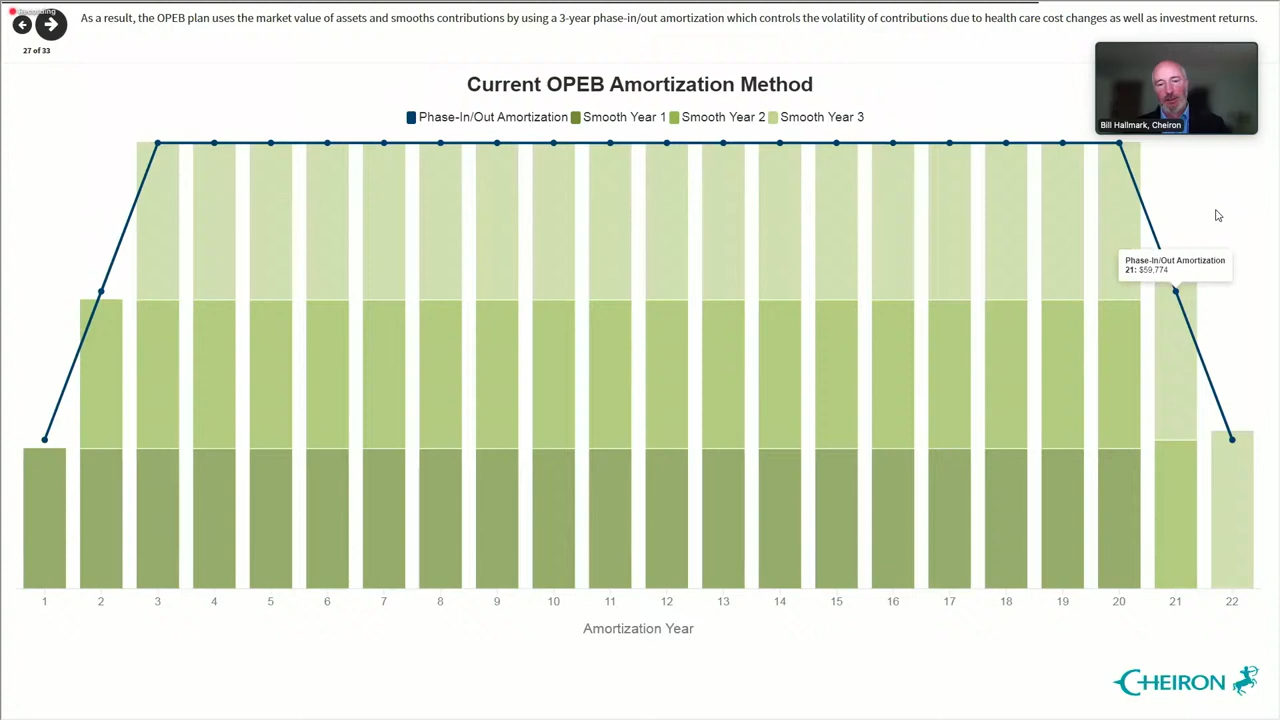 Recording
As a result, the OPEB plan uses the market value of assets and smooths contributions by using a 3-year phase-in/out amortization which controls the volatility of contributions due to health care cost changes as well as investment returns.
27 of 33
Current OPEB Amortization Method
Phase-In/Out Amortization Smooth Year 1 Smooth Year 2 Smooth Year 3
Bill Hallmark, Cheiron
Phase-In/Out Amortization
21: $59,774
1 2 3 4 5 6 7 8 9 10 11 12 13 14 15 16 17 18 19 20 21 22
Amortization Year
CHEIRON